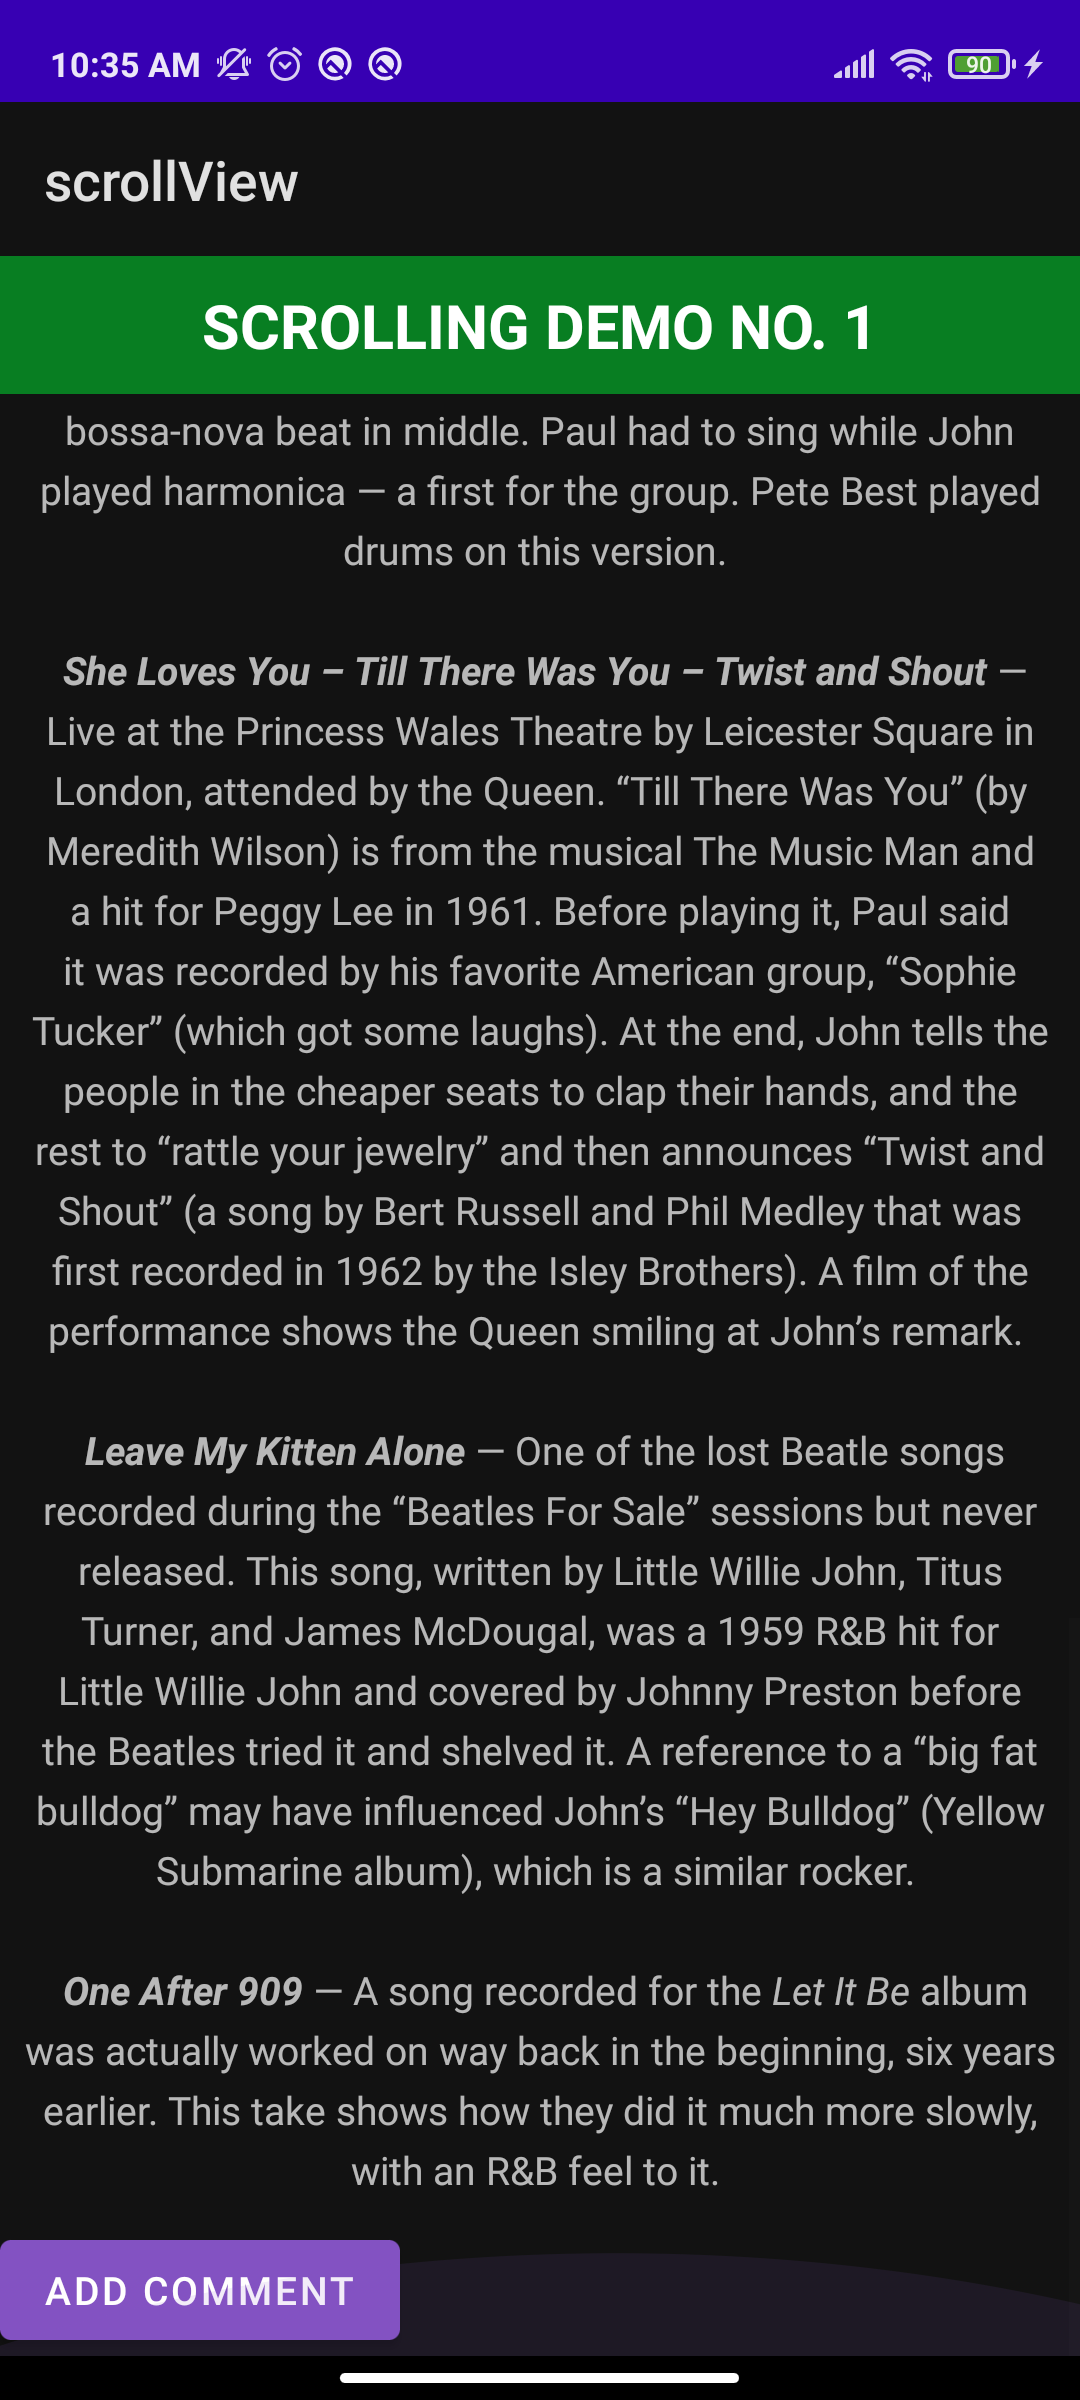 10:35 AM
90
scrollView
SCROLLING DEMO NO. 1
bossa-nova beat in middle. Paul had to sing while John
played harmonica — a first for the group. Pete Best played
drums on this version.
She Loves You – Till There Was You – Twist and Shout —
Live at the Princess Wales Theatre by Leicester Square in
London, attended by the Queen. “Till There Was You” (by
Meredith Wilson) is from the musical The Music Man and
a hit for Peggy Lee in 1961. Before playing it, Paul said
it was recorded by his favorite American group, “Sophie
Tucker” (which got some laughs). At the end, John tells the
people in the cheaper seats to clap their hands, and the
rest to “rattle your jewelry” and then announces “Twist and
Shout” (a song by Bert Russell and Phil Medley that was
first recorded in 1962 by the Isley Brothers). A film of the
performance shows the Queen smiling at John’s remark.
Leave My Kitten Alone — One of the lost Beatle songs
recorded during the “Beatles For Sale” sessions but never
released. This song, written by Little Willie John, Titus
Turner, and James McDougal, was a 1959 R&B hit for
Little Willie John and covered by Johnny Preston before
the Beatles tried it and shelved it. A reference to a “big fat
bulldog” may have influenced John’s “Hey Bulldog” (Yellow
Submarine album), which is a similar rocker.
One After 909 — A song recorded for the Let It Be album
was actually worked on way back in the beginning, six years
earlier. This take shows how they did it much more slowly,
with an R&B feel to it.
ADD COMMENT